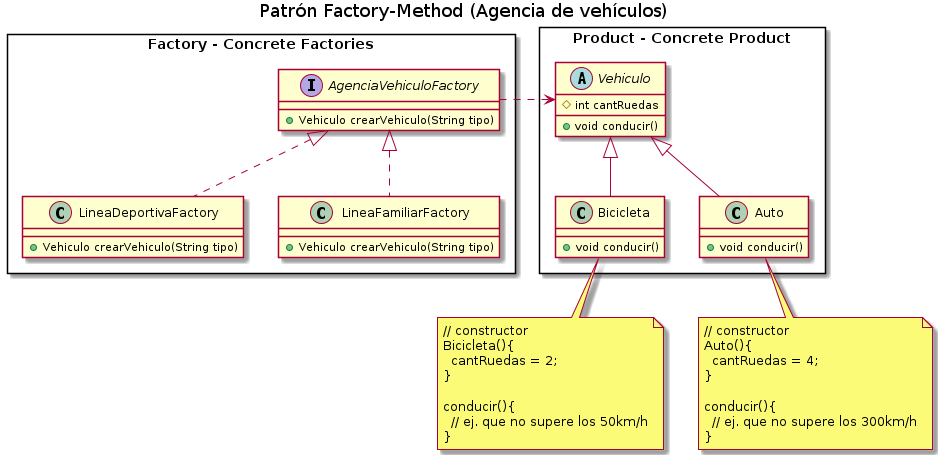 Patrón Factory-Method (Agencia de vehículos)
Factory - Concrete Factories
I AgenciaVehiculoFactory
Vehiculo crearVehiculo(String tipo)
C LineaDeportivaFactory
Vehiculo crearVehiculo(String tipo)
C LineaFamiliarFactory
Vehiculo crearVehiculo(String tipo)
Product - Concrete Product
A Vehiculo
int cantRuedas
void conducir()
C Bicicleta
void conducir()
C Auto
void conducir()
// constructor
Bicicleta(){
cantRuedas = 2;
}
conducir(){
// ej. que no supere los 50km/h
}
// constructor
Auto(){
cantRuedas = 4;
}
conducir(){
// ej. que no supere los 300km/h
}